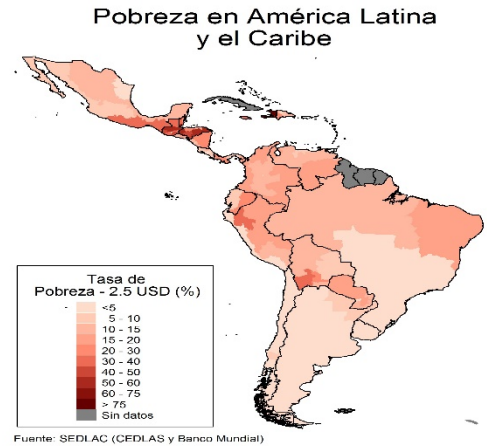 Pobreza en América Latina
y el Caribe
Tasa de
Pobreza - 2.5 USD (%)
<5
5 - 10
10 - 15
15 - 20
20 - 30
30 - 40
40 - 50
50 - 60
60 - 75
> 75
Sin datos
Fuente: SEDLAC (CEDLAS y Banco Mundial)